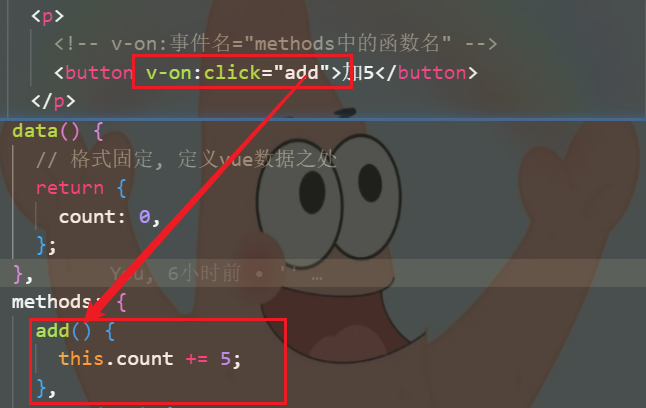 <p>
<!-- v-on:事件名="methods中的函数名" -->
<button v-on:click="add">加5</button>
</p>
data() {
// 格式固定, 定义vue数据之处
return {
count: 0,
};
},
You, 6小时前 • '' …
methods: {
add() {
this.count += 5;
},